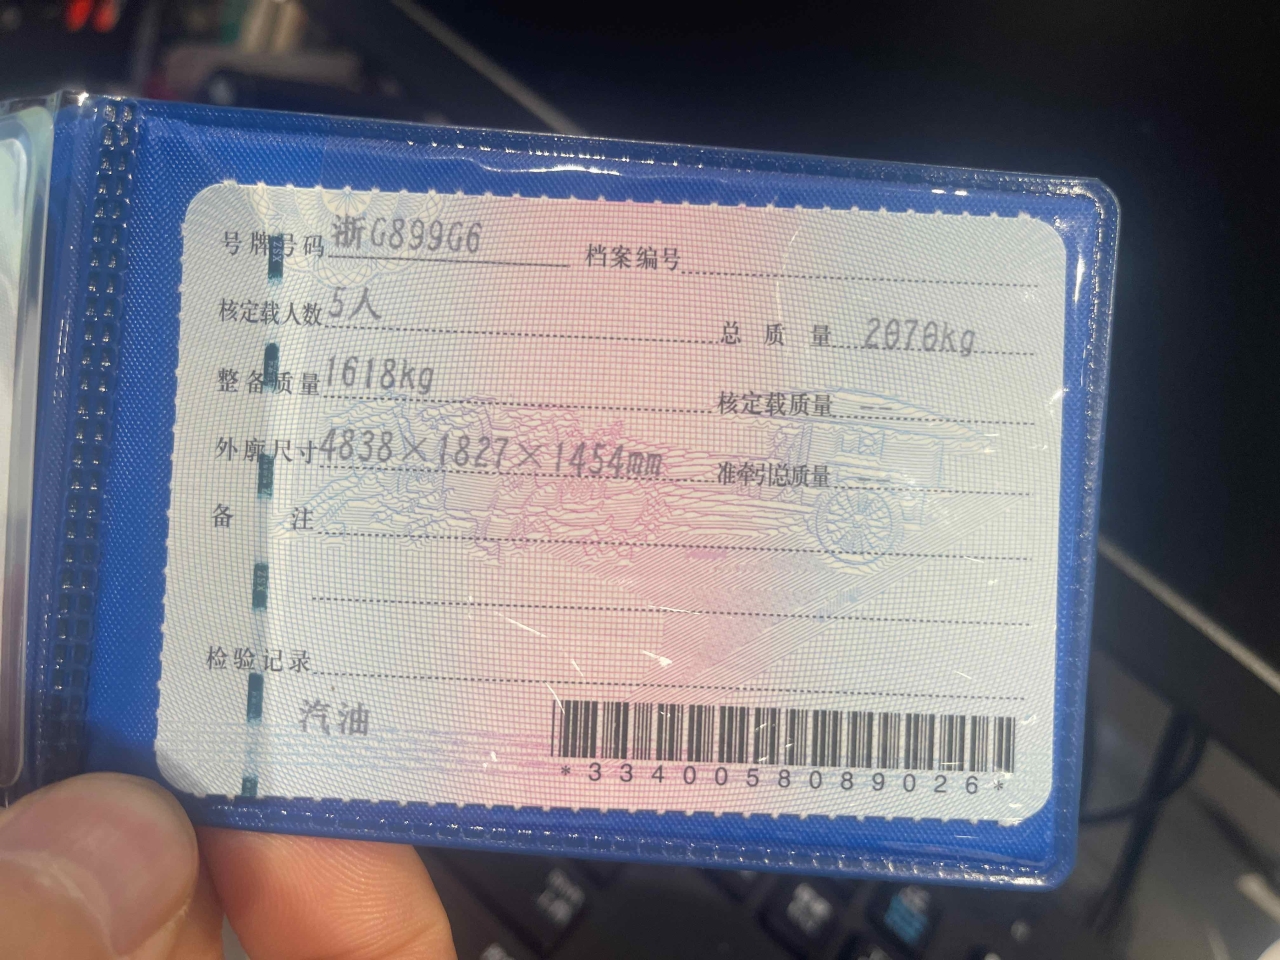 号牌号码 浙G899G6 档案编号
核定载人数 5人 总质量 2070kg
整备质量 1618kg 核定载质量 --
外廓尺寸 4838×1827×1454mm 准牵引总质量
备注
检验记录
汽油
*3340058089026*